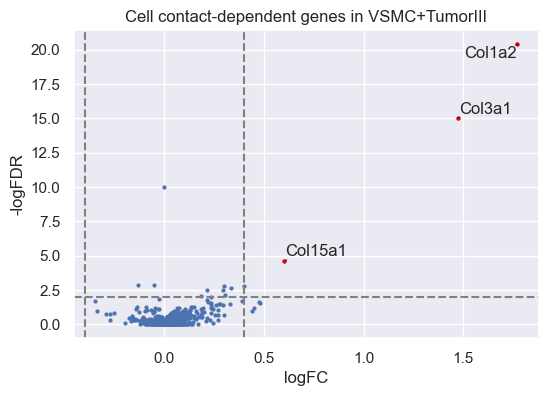 Cell contact-dependent genes in VSMC+TumorIII
20.0
Col1a2
17.5
15.0
Col3a1
12.5
-logFDR
10.0
7.5
5.0
Col15a1
2.5
0.0
0.0 0.5 1.0 1.5
logFC